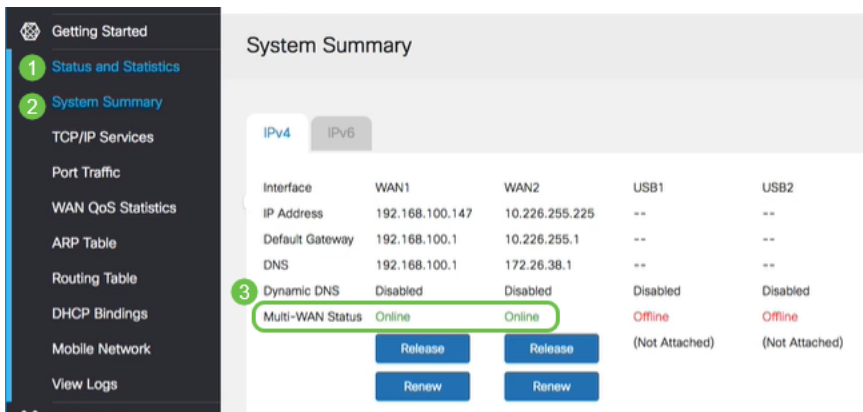 Getting Started
1 Status and Statistics
2 System Summary
TCP/IP Services
Port Traffic
WAN QoS Statistics
ARP Table
Routing Table
DHCP Bindings
Mobile Network
View Logs
System Summary
IPv4 IPv6
Interface WAN1 WAN2 USB1 USB2
IP Address 192.168.100.147 10.226.255.225 -- --
Default Gateway 192.168.100.1 10.226.255.1 -- --
DNS 192.168.100.1 172.26.38.1 -- --
3 Dynamic DNS Disabled Disabled Disabled Disabled
Multi-WAN Status Online Online Offline Offline
Release Release (Not Attached) (Not Attached)
Renew Renew